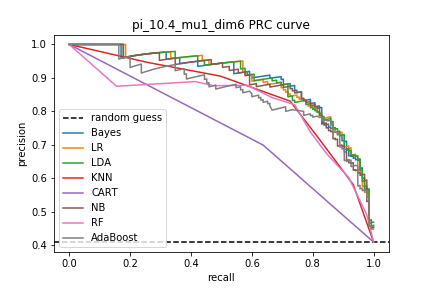 pi_10.4_mu1_dim6 PRC curve
precision
1.0
0.9
0.8
0.7
0.6
0.5
0.4
random guess
Bayes
LR
LDA
KNN
CART
NB
RF
AdaBoost
0.0 0.2 0.4 0.6 0.8 1.0
recall